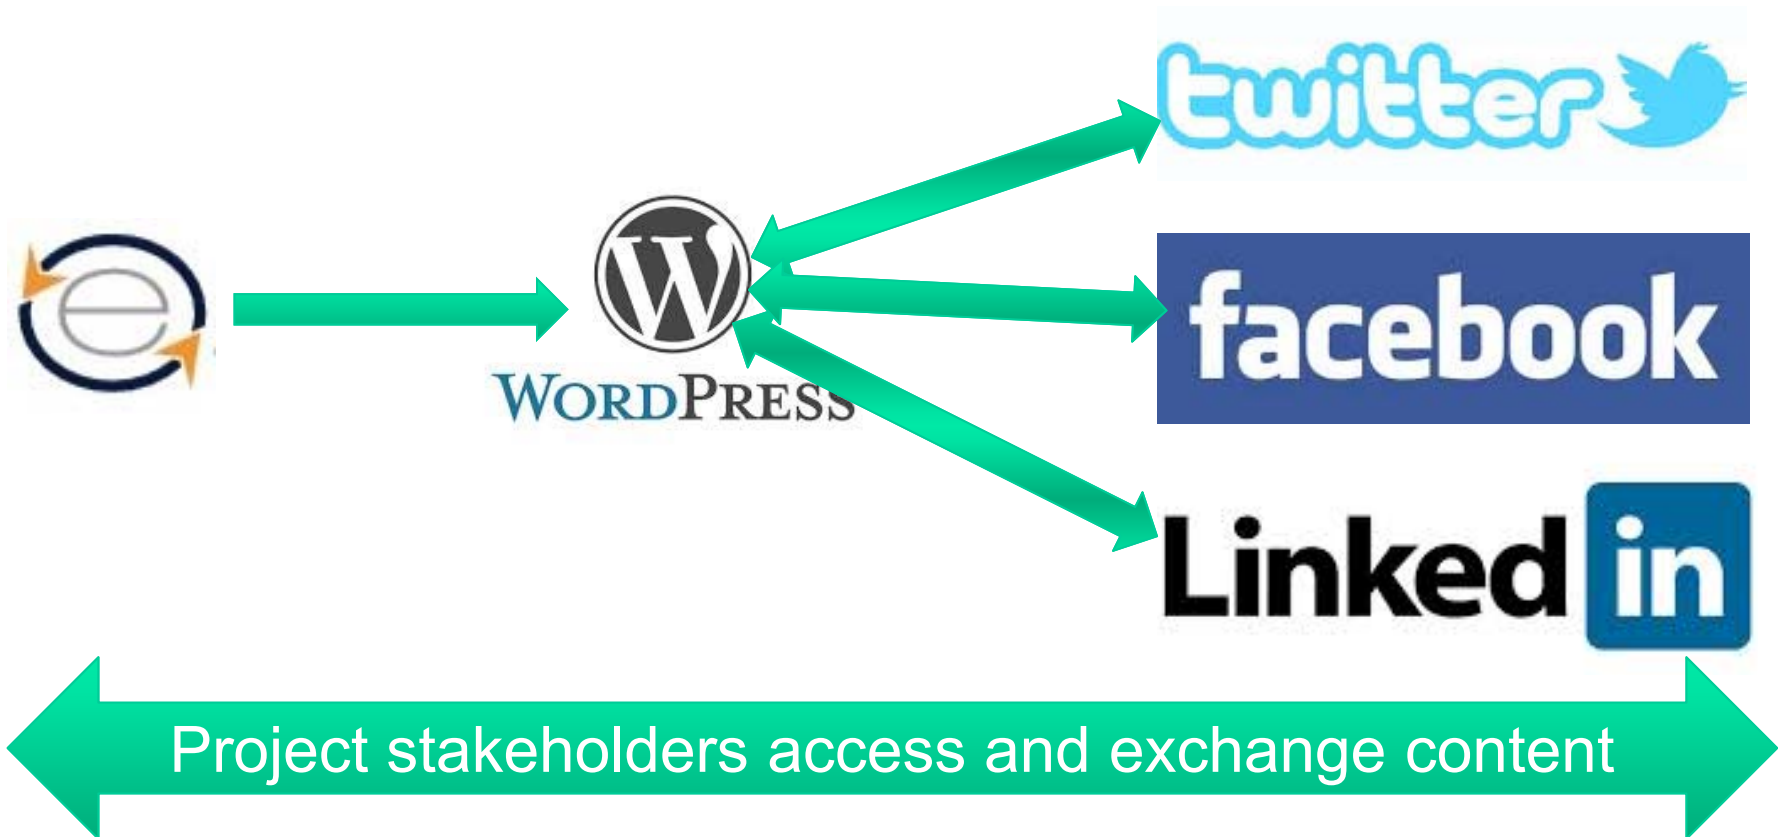 twitter
e
facebook
WORDPRESS
Linked in
Project stakeholders access and exchange content